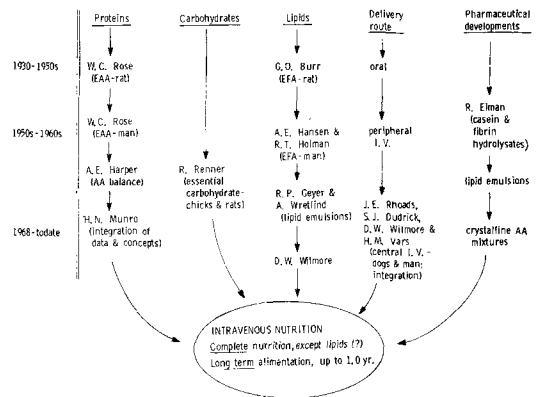 Proteins
Carbohydrates
Lipids
Delivery
route
Pharmaceutical
developments
1930-1950s
W. C. Rose
(EAA-rat)
G. O. Burr
(EFA-rat)
oral
1950s-1960s
W. C. Rose
(EAA-man)
A. E. Hansen &
R. T. Holman
(EFA-man)
peripheral
I. V.
R. Elman
(casein &
fibrin
hydrolysates)
A. E. Harper
(AA balance)
R. Renner
(essential
carbohydrate-
chicks & rats)
R. P. Geyer &
A. Wretlind
(lipid emulsions)
lipid emulsions
1968-todate
H. N. Munro
(integration of
data & concepts)
D. W. Wilmore
J. E. Rhoads,
S. J. Dudrick,
D. W. Wilmore &
H. M. Vars
(central I. V. -
dogs & man;
integration)
crystalline AA
mixtures
INTRAVENOUS NUTRITION
Complete nutrition, except lipids (?)
Long term alimentation, up to 1.0 yr.